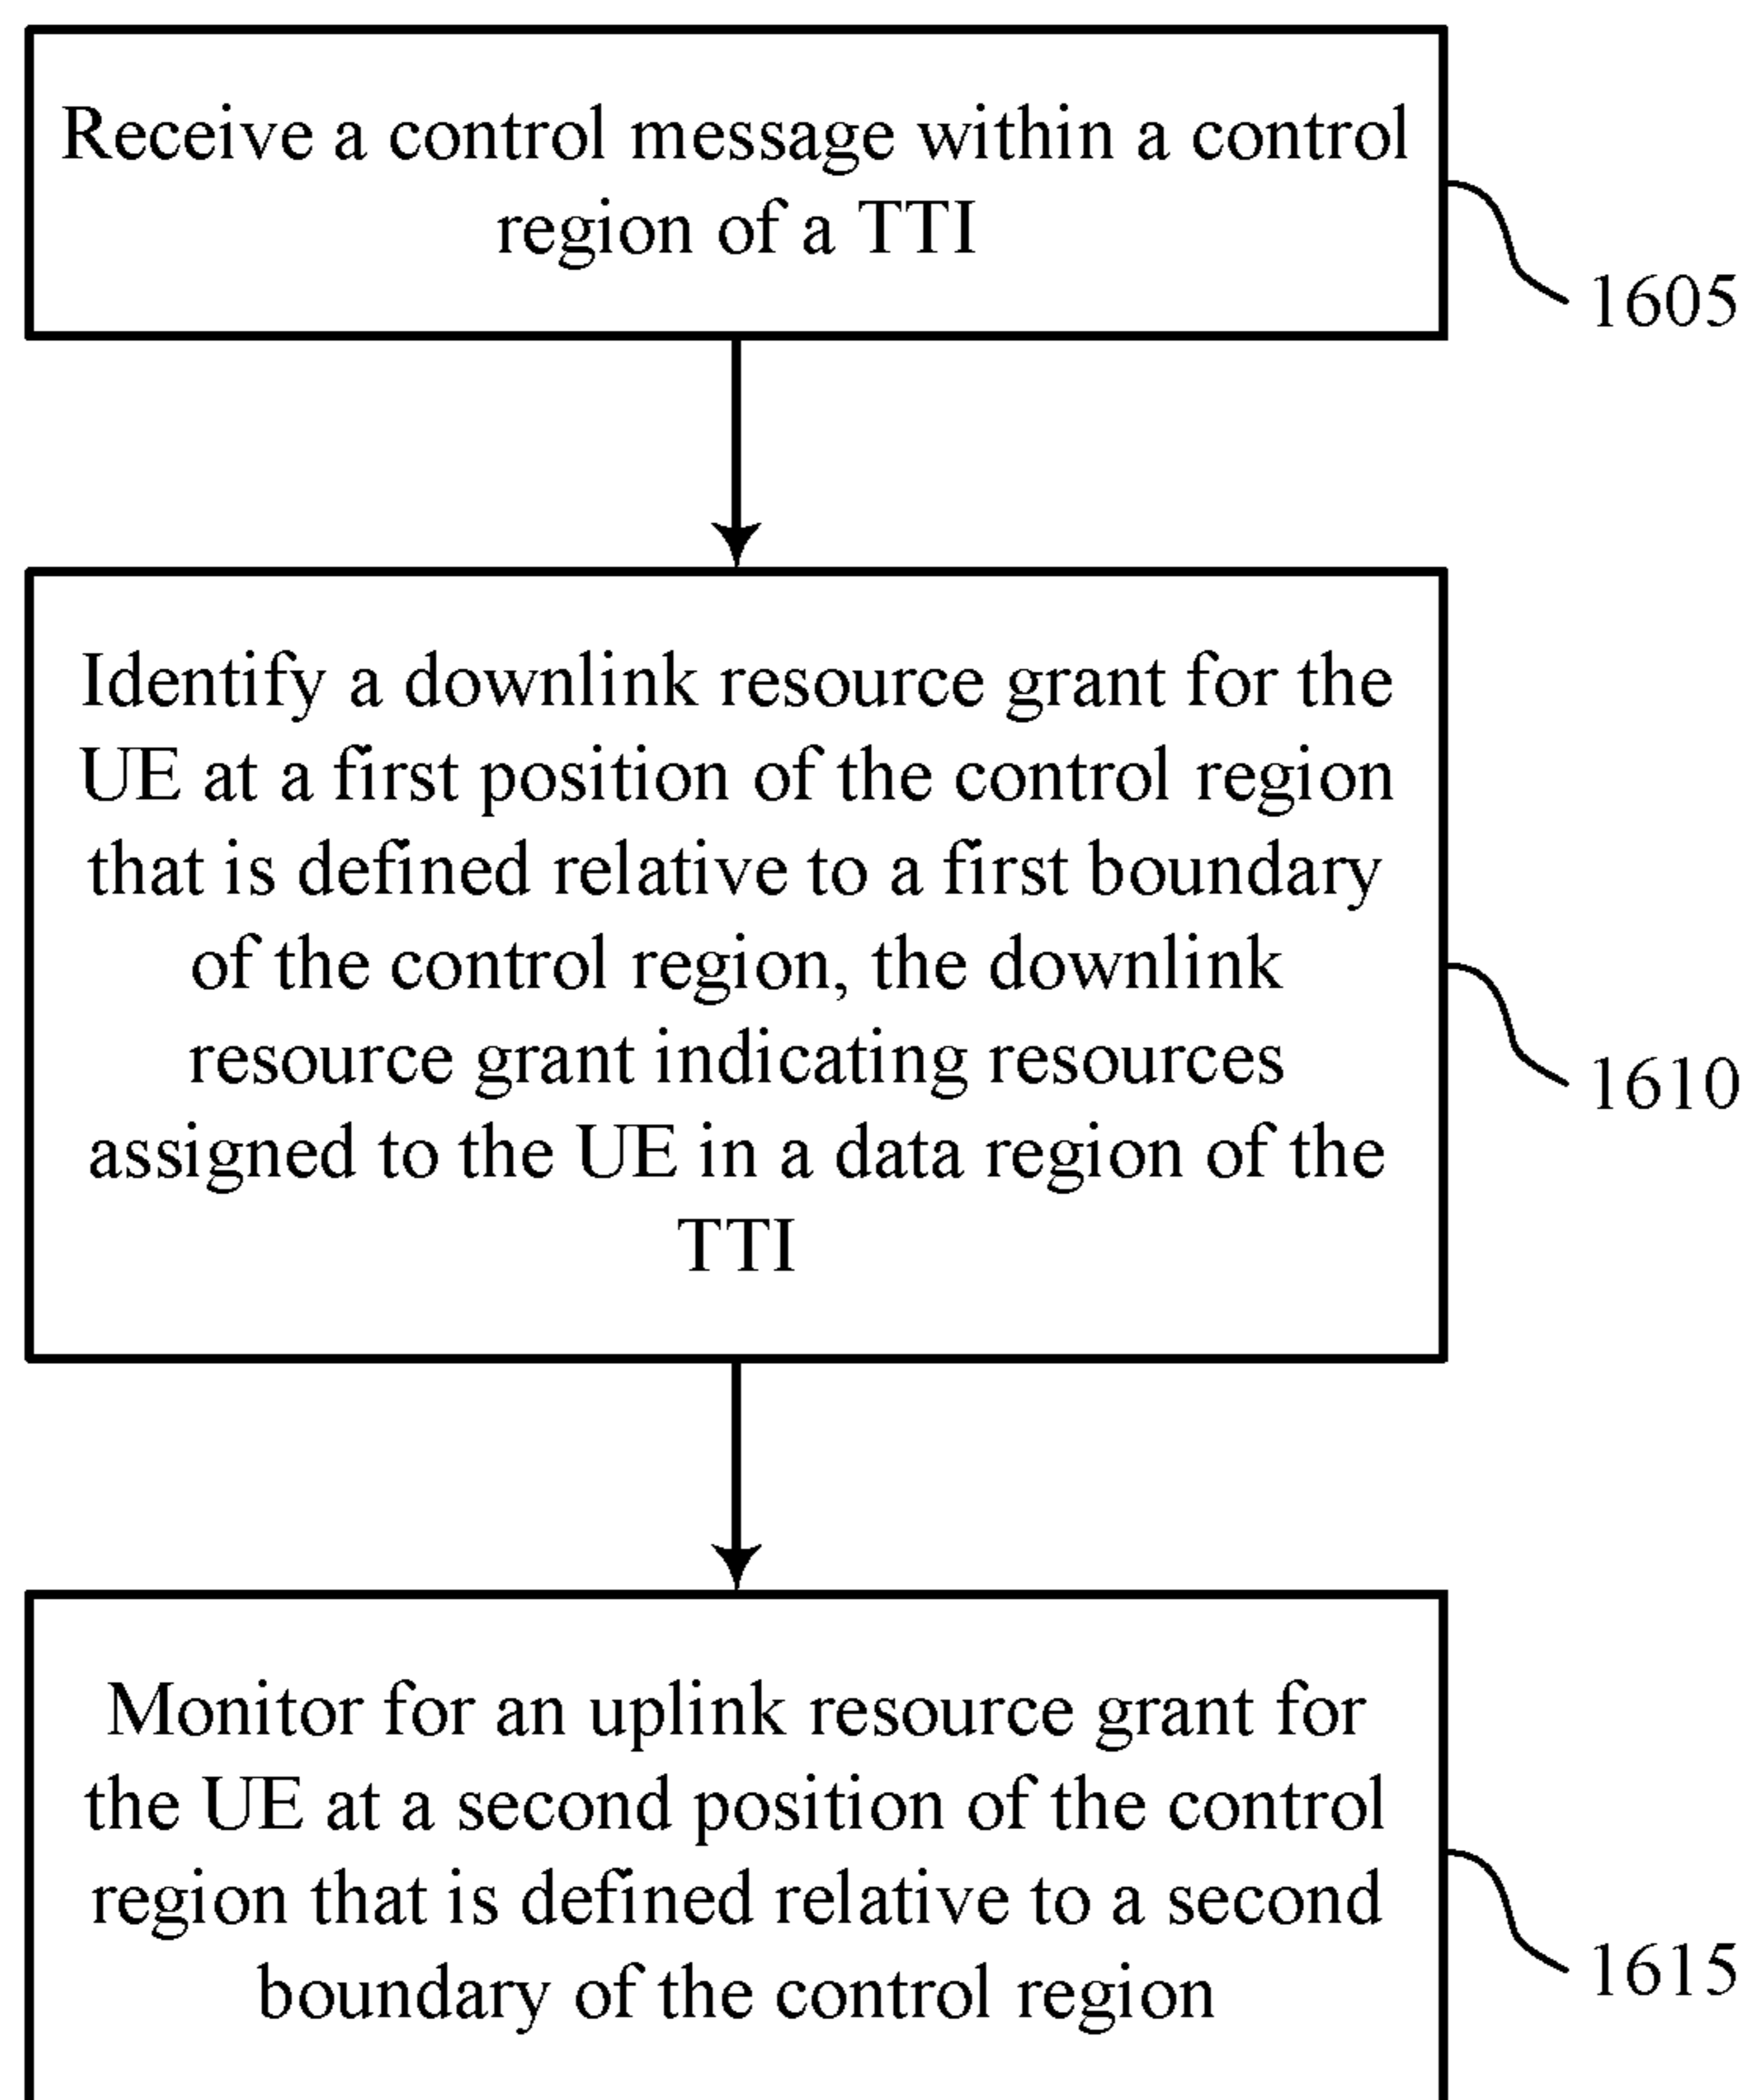 Receive a control message within a control
region of a TTI
1605
Identify a downlink resource grant for the
UE at a first position of the control region
that is defined relative to a first boundary
of the control region, the downlink
resource grant indicating resources
assigned to the UE in a data region of the
TTI
1610
Monitor for an uplink resource grant for
the UE at a second position of the control
region that is defined relative to a second
boundary of the control region
1615